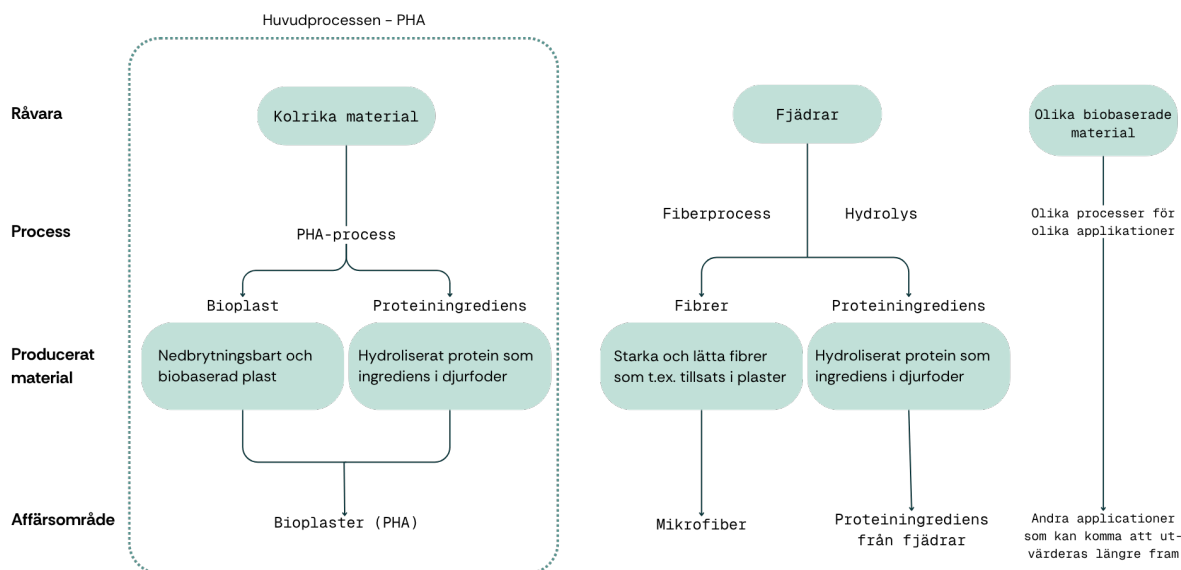 Huvudprocessen – PHA
Råvara
Kolrika material
Fjädrar
Olika biobaserade
material
Process
PHA-process
Fiberprocess
Hydrolys
Olika processer för
olika applikationer
Bioplast
Proteiningrediens
Fibrer
Proteiningrediens
Producerat
material
Nedbrytningsbart och
biobaserad plast
Hydroliserat protein som
ingrediens i djurfoder
Starka och lätta fibrer
som t.ex. tillsats i plaster
Hydroliserat protein som
ingrediens i djurfoder
Affärsområde
Bioplaster (PHA)
Mikrofiber
Proteiningrediens
från fjädrar
Andra applicationer
som kan komma att ut-
värderas längre fram